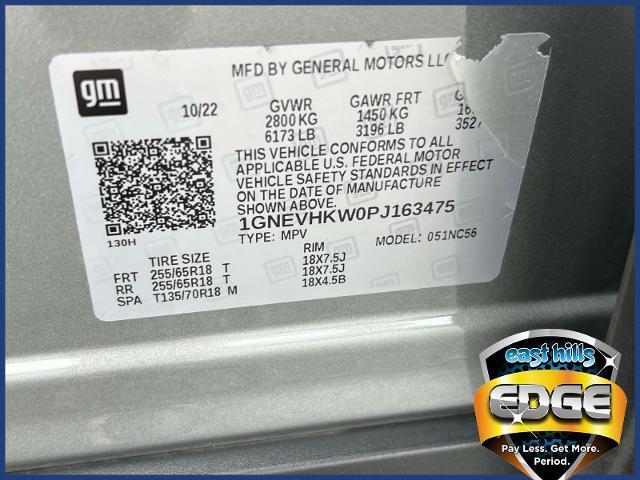 gm
MFD BY GENERAL MOTORS LLC
10/22
GVWR GAWR FRT
2800 KG 1450 KG
6173 LB 3196 LB 3527
THIS VEHICLE CONFORMS TO ALL
APPLICABLE U.S. FEDERAL MOTOR
VEHICLE SAFETY STANDARDS IN EFFECT
ON THE DATE OF MANUFACTURE
SHOWN ABOVE.
1GNEVHKW0PJ163475
TYPE: MPV MODEL: 051NC56
130H
TIRE SIZE RIM
FRT 255/65R18 T 18X7.5J
RR 255/65R18 T 18X7.5J
SPA T135/70R18 M 18X4.5B
east hills
EDGE
Pay Less. Get More.
Period.